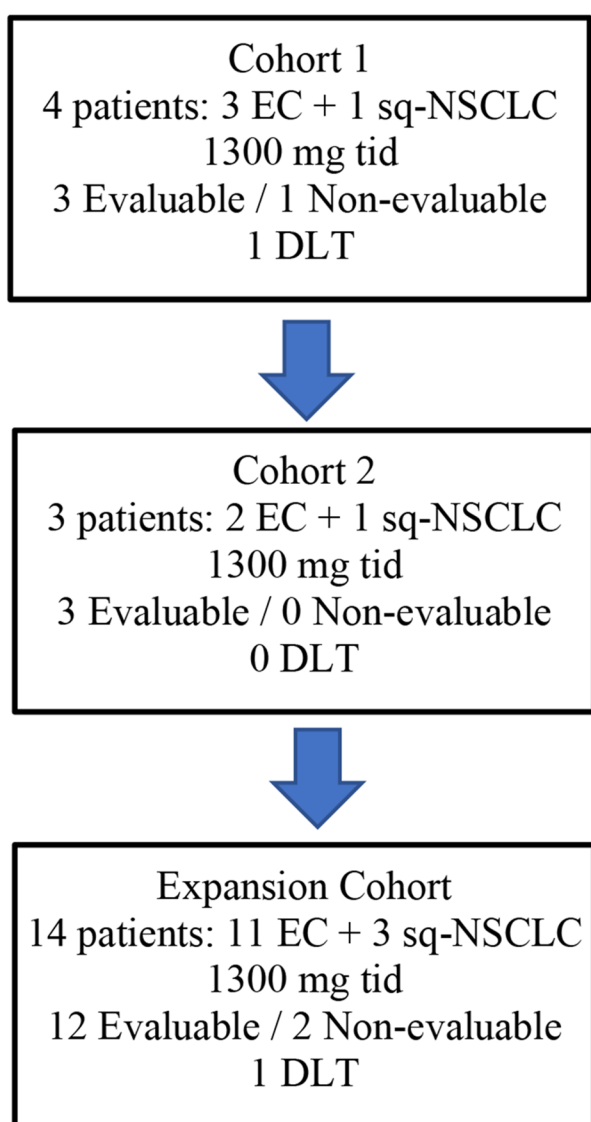 Cohort 1
4 patients: 3 EC + 1 sq-NSCLC
1300 mg tid
3 Evaluable / 1 Non-evaluable
1 DLT
Cohort 2
3 patients: 2 EC + 1 sq-NSCLC
1300 mg tid
3 Evaluable / 0 Non-evaluable
0 DLT
Expansion Cohort
14 patients: 11 EC + 3 sq-NSCLC
1300 mg tid
12 Evaluable / 2 Non-evaluable
1 DLT